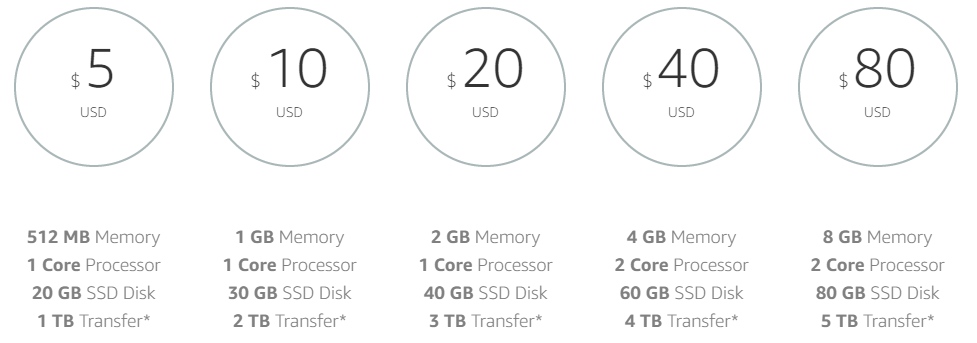 $ 5
USD
$ 10
USD
$ 20
USD
$ 40
USD
$ 80
USD
512 MB Memory
1 Core Processor
20 GB SSD Disk
1 TB Transfer*
1 GB Memory
1 Core Processor
30 GB SSD Disk
2 TB Transfer*
2 GB Memory
1 Core Processor
40 GB SSD Disk
3 TB Transfer*
4 GB Memory
2 Core Processor
60 GB SSD Disk
4 TB Transfer*
8 GB Memory
2 Core Processor
80 GB SSD Disk
5 TB Transfer*